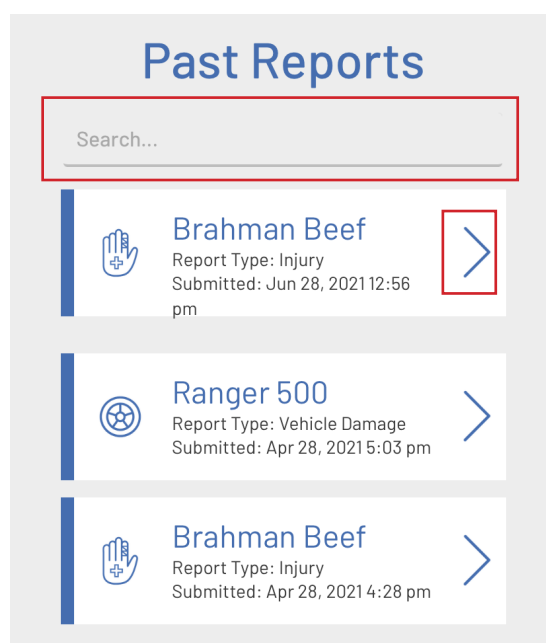 Past Reports
Search...
Brahman Beef
Report Type: Injury
Submitted: Jun 28, 2021 12:56
pm
Ranger 500
Report Type: Vehicle Damage
Submitted: Apr 28, 2021 5:03 pm
Brahman Beef
Report Type: Injury
Submitted: Apr 28, 2021 4:28 pm